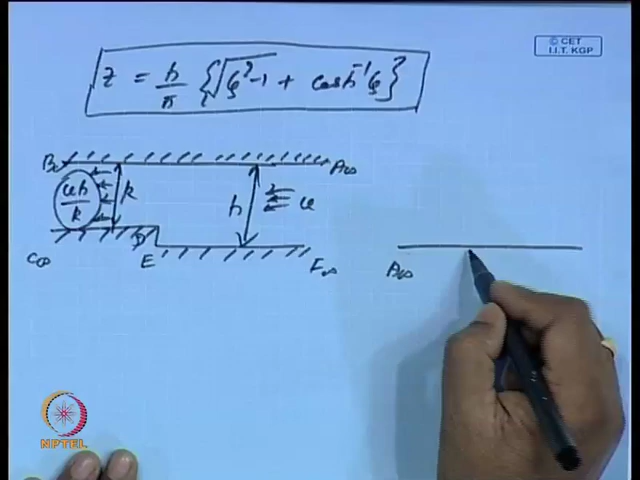 © CET
I.I.T. KGP
z = h/π {√ζ²-1 + cosh⁻¹ζ}
B∞ A∞
uh/k k h u
D
C∞ E F∞
A∞
NPTEL